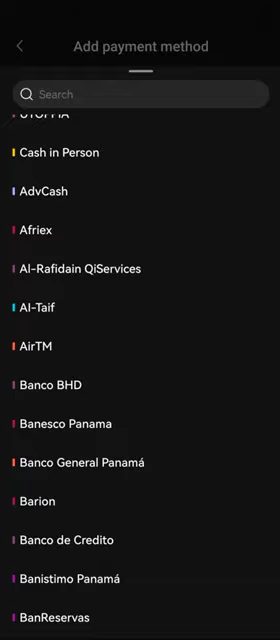 Add payment method
Search
Cash in Person
AdvCash
Afriex
Al-Rafidain QiServices
Al-Taif
AirTM
Banco BHD
Banesco Panama
Banco General Panamá
Barion
Banco de Credito
Banistimo Panamá
BanReservas